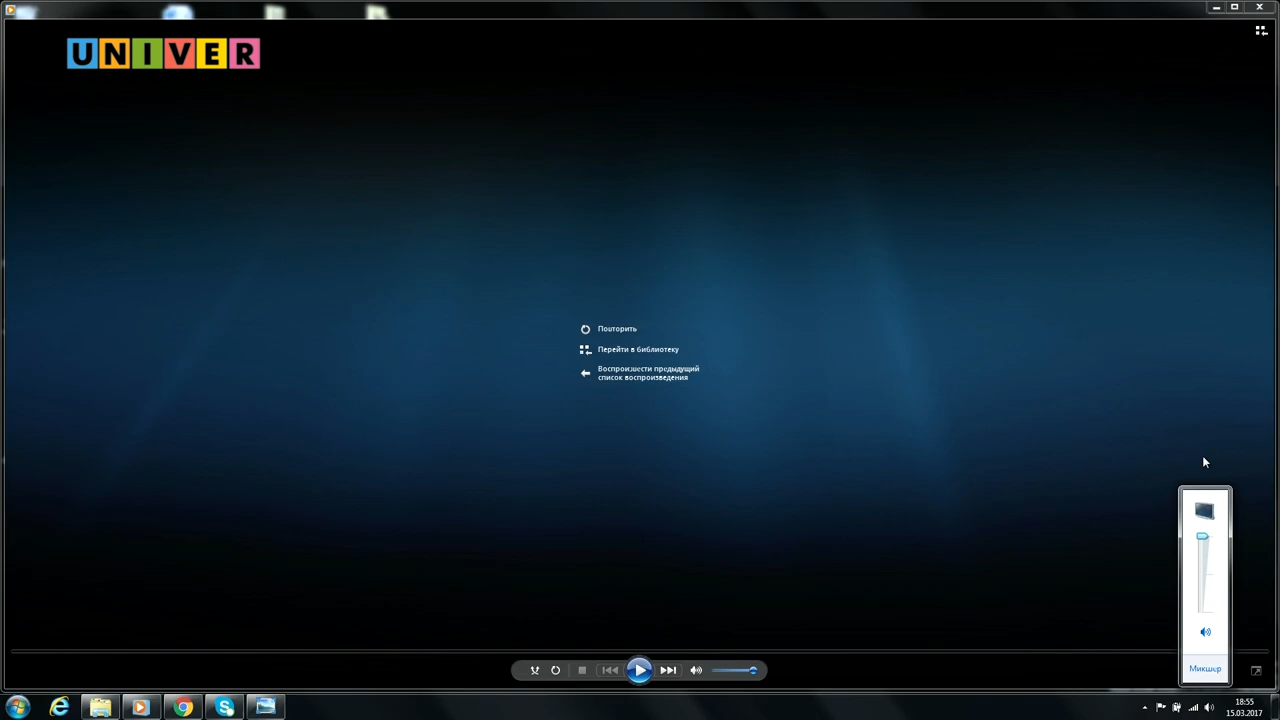 UNIVER
Повторить
Перейти в библиотеку
Воспроизвести предыдущий
список воспроизведения
Микшер
18:55
15.03.2017